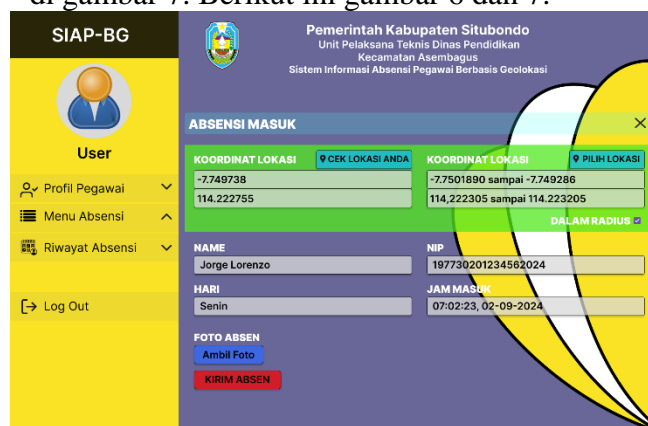 di gambar 7. Berikut ini gambar 6 dan 7.
SIAP-BG
Pemerintah Kabupaten Situbondo
Unit Pelaksana Teknis Dinas Pendidikan
Kecamatan Asembagus
Sistem Informasi Absensi Pegawai Berbasis Geolokasi
User
Profil Pegawai
Menu Absensi
Riwayat Absensi
Log Out
ABSENSI MASUK
KOORDINAT LOKASI CEK LOKASI ANDA
-7.749738
114.222755
KOORDINAT LOKASI PILIH LOKASI
-7.7501890 sampai -7.749286
114,222305 sampai 114.223205
DALAM RADIUS
NAME
Jorge Lorenzo
NIP
197730201234562024
HARI
Senin
JAM MASUK
07:02:23, 02-09-2024
FOTO ABSEN
Ambil Foto
KIRIM ABSEN